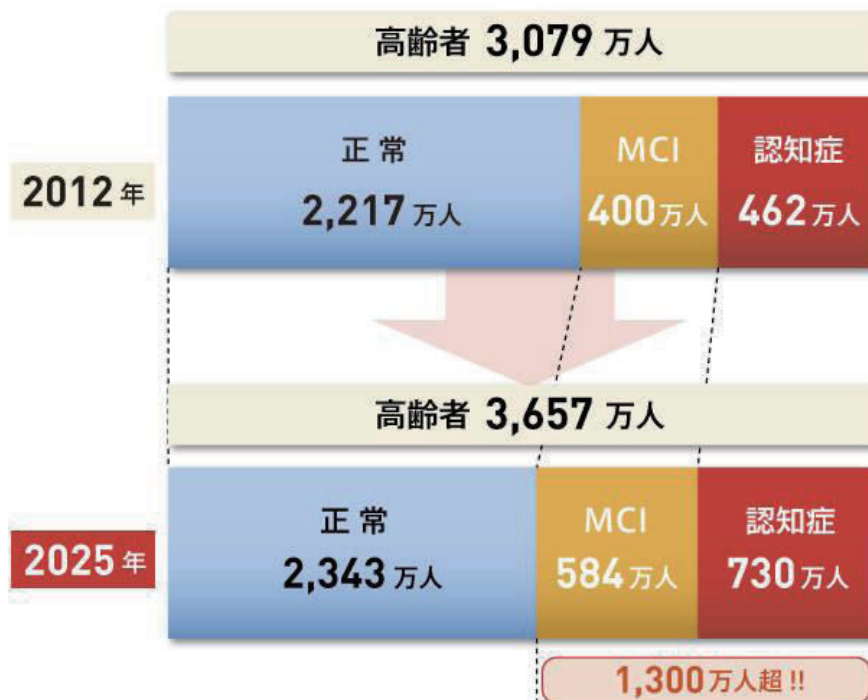 高齢者 3,079 万人
2012 年
正常
2,217 万人
MCI
400 万人
認知症
462 万人
高齢者 3,657 万人
2025 年
正常
2,343 万人
MCI
584 万人
認知症
730 万人
1,300 万人超 !!